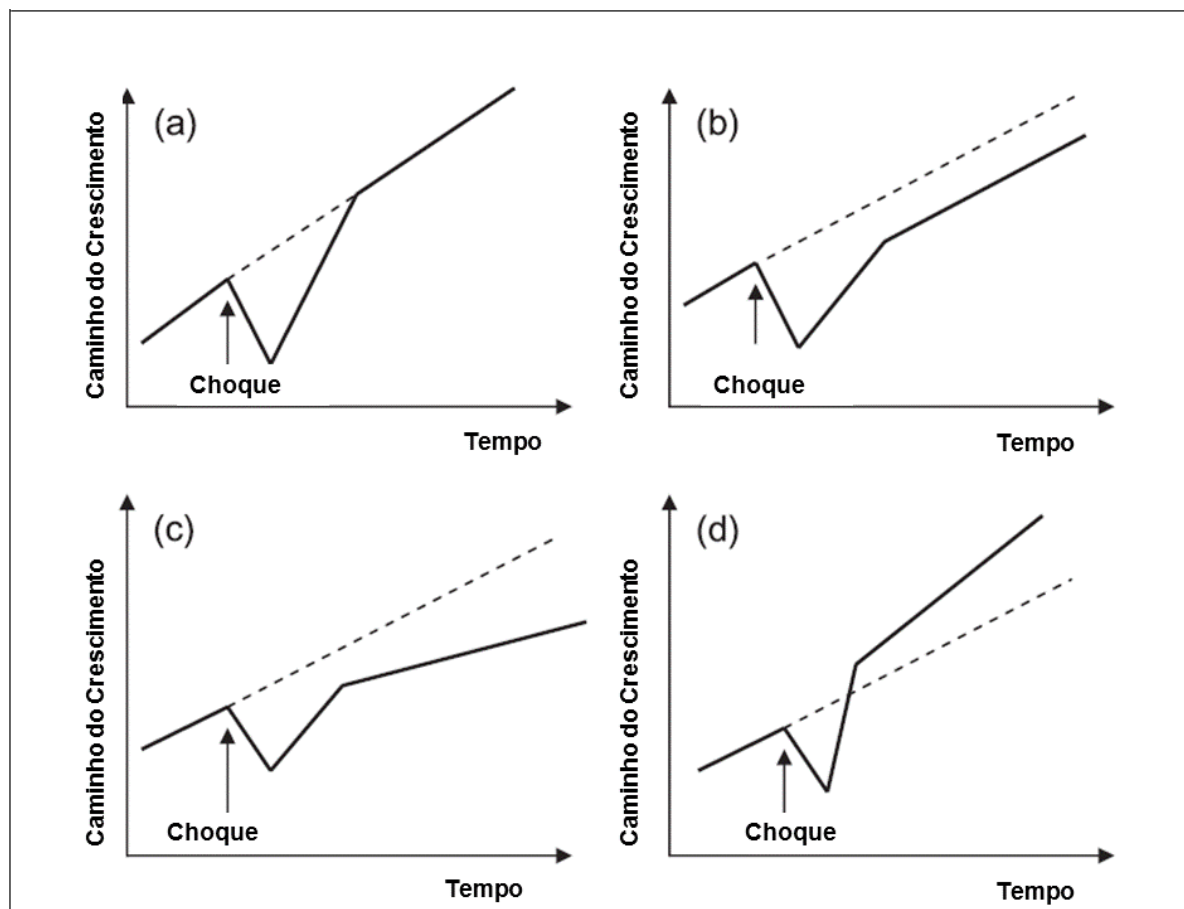 (a)
Caminho do Crescimento
Choque
Tempo
(b)
Caminho do Crescimento
Choque
Tempo
(c)
Caminho do Crescimento
Choque
Tempo
(d)
Caminho do Crescimento
Choque
Tempo